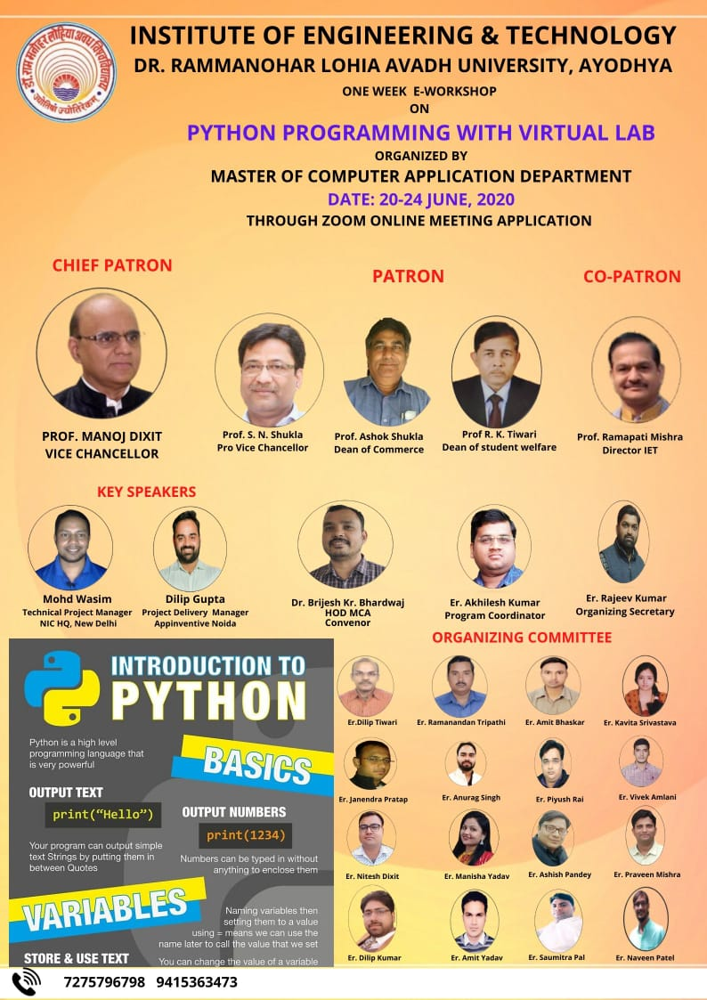 डा. राम मनोहर लोहिया अवध विश्वविद्यालय
ज्योतिषां ज्योतिरेकम्
INSTITUTE OF ENGINEERING & TECHNOLOGY
DR. RAMMANOHAR LOHIA AVADH UNIVERSITY, AYODHYA
ONE WEEK E-WORKSHOP
ON
PYTHON PROGRAMMING WITH VIRTUAL LAB
ORGANIZED BY
MASTER OF COMPUTER APPLICATION DEPARTMENT
DATE: 20-24 JUNE, 2020
THROUGH ZOOM ONLINE MEETING APPLICATION
CHIEF PATRON
PROF. MANOJ DIXIT
VICE CHANCELLOR
PATRON
Prof. S. N. Shukla
Pro Vice Chancellor
Prof. Ashok Shukla
Dean of Commerce
Prof R. K. Tiwari
Dean of student welfare
CO-PATRON
Prof. Ramapati Mishra
Director IET
KEY SPEAKERS
Mohd Wasim
Technical Project Manager
NIC HQ, New Delhi
Dilip Gupta
Project Delivery Manager
Appinventive Noida
Dr. Brijesh Kr. Bhardwaj
HOD MCA
Convenor
Er. Akhilesh Kumar
Program Coordinator
Er. Rajeev Kumar
Organizing Secretary
INTRODUCTION TO
PYTHON
Python is a high level
programming language that
is very powerful
BASICS
OUTPUT TEXT
print(“Hello”)
Your program can output simple
text Strings by putting them in
between Quotes
OUTPUT NUMBERS
print(1234)
Numbers can be typed in without
anything to enclose them
VARIABLES
Naming variables then
setting them to a value
using = means we can use the
name later to call the value that we set
STORE & USE TEXT
You can change the value of a variable
ORGANIZING COMMITTEE
Er.Dilip Tiwari
Er. Ramanandan Tripathi
Er. Amit Bhaskar
Er. Kavita Srivastava
Er. Janendra Pratap
Er. Anurag Singh
Er. Piyush Rai
Er. Vivek Amlani
Er. Nitesh Dixit
Er. Manisha Yadav
Er. Ashish Pandey
Er. Praveen Mishra
Er. Dilip Kumar
Er. Amit Yadav
Er. Saumitra Pal
Er. Naveen Patel
7275796798 9415363473